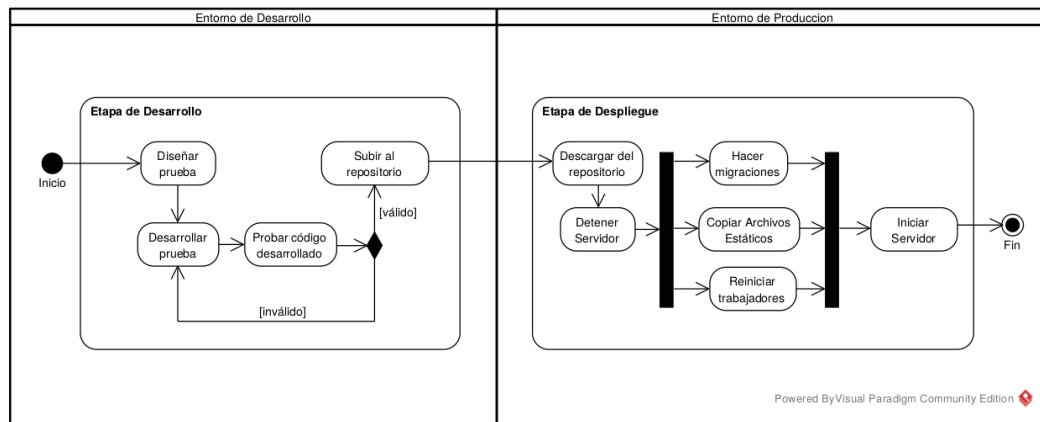 Entorno de Desarrollo
Entorno de Produccion
Etapa de Desarrollo
Inicio
Diseñar
prueba
Desarrollar
prueba
Probar código
desarrollado
Subir al
repositorio
[válido]
[inválido]
Etapa de Despliegue
Descargar del
repositorio
Detener
Servidor
Hacer
migraciones
Copiar Archivos
Estáticos
Reiniciar
trabajadores
Iniciar
Servidor
Fin
Powered ByVisual Paradigm Community Edition